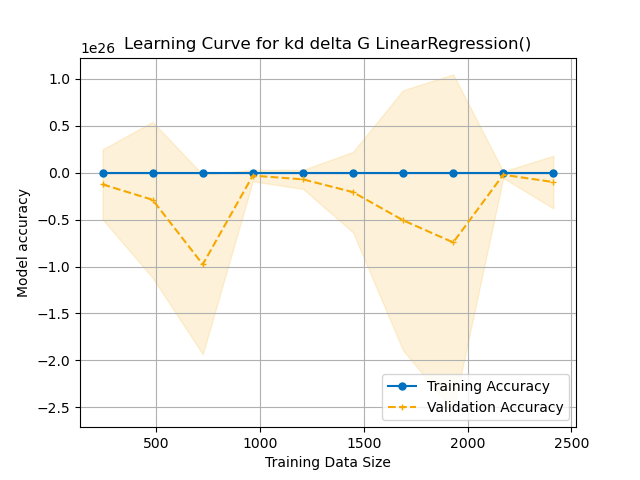 1e26
Learning Curve for kd delta G LinearRegression()
1.0
0.5
0.0
−0.5
−1.0
−1.5
−2.0
−2.5
Model accuracy
Training Accuracy
Validation Accuracy
500
1000
1500
2000
2500
Training Data Size